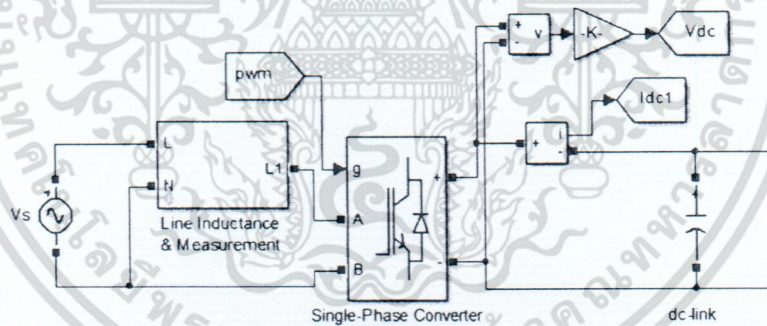 +
-
v
-K-
Vdc
pwm
Idc1
+
i
-
L
N
L1
g
A
B
+
-
Vs
Line Inductance
& Measurement
Single-Phase Converter
dc-link